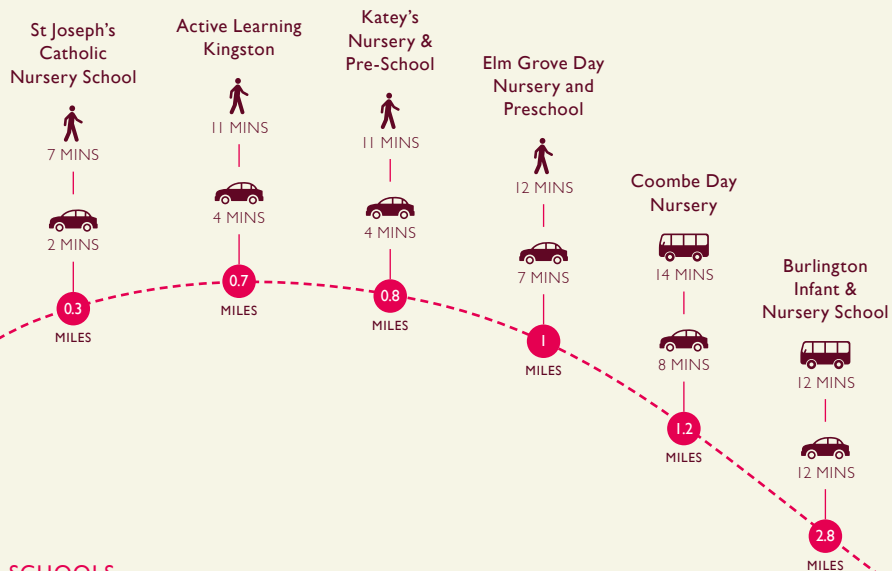 St Joseph's
Catholic
Nursery School
7 MINS
2 MINS
0.3
MILES
Active Learning
Kingston
11 MINS
4 MINS
0.7
MILES
Katey's
Nursery &
Pre-School
11 MINS
4 MINS
0.8
MILES
Elm Grove Day
Nursery and
Preschool
12 MINS
7 MINS
1
MILES
Coombe Day
Nursery
14 MINS
8 MINS
1.2
MILES
Burlington
Infant &
Nursery School
12 MINS
12 MINS
2.8
MILES
SCHOOLS